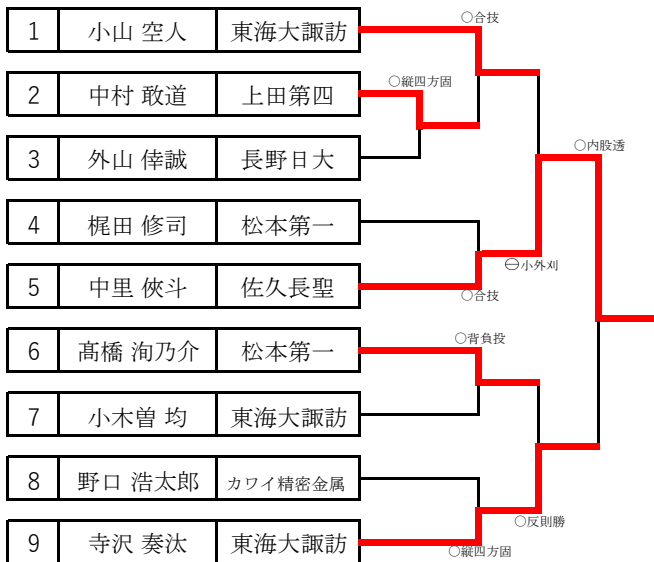 ○合技
1 小山 空人 東海大諏訪
○縦四方固
2 中村 敢道 上田第四
○内股透
3 外山 倖誠 長野日大
4 梶田 修司 松本第一
⊖小外刈
5 中里 俠斗 佐久長聖
○合技
○背負投
6 髙橋 洵乃介 松本第一
7 小木曽 均 東海大諏訪
8 野口 浩太郎 カワイ精密金属
○反則勝
9 寺沢 奏汰 東海大諏訪
○縦四方固